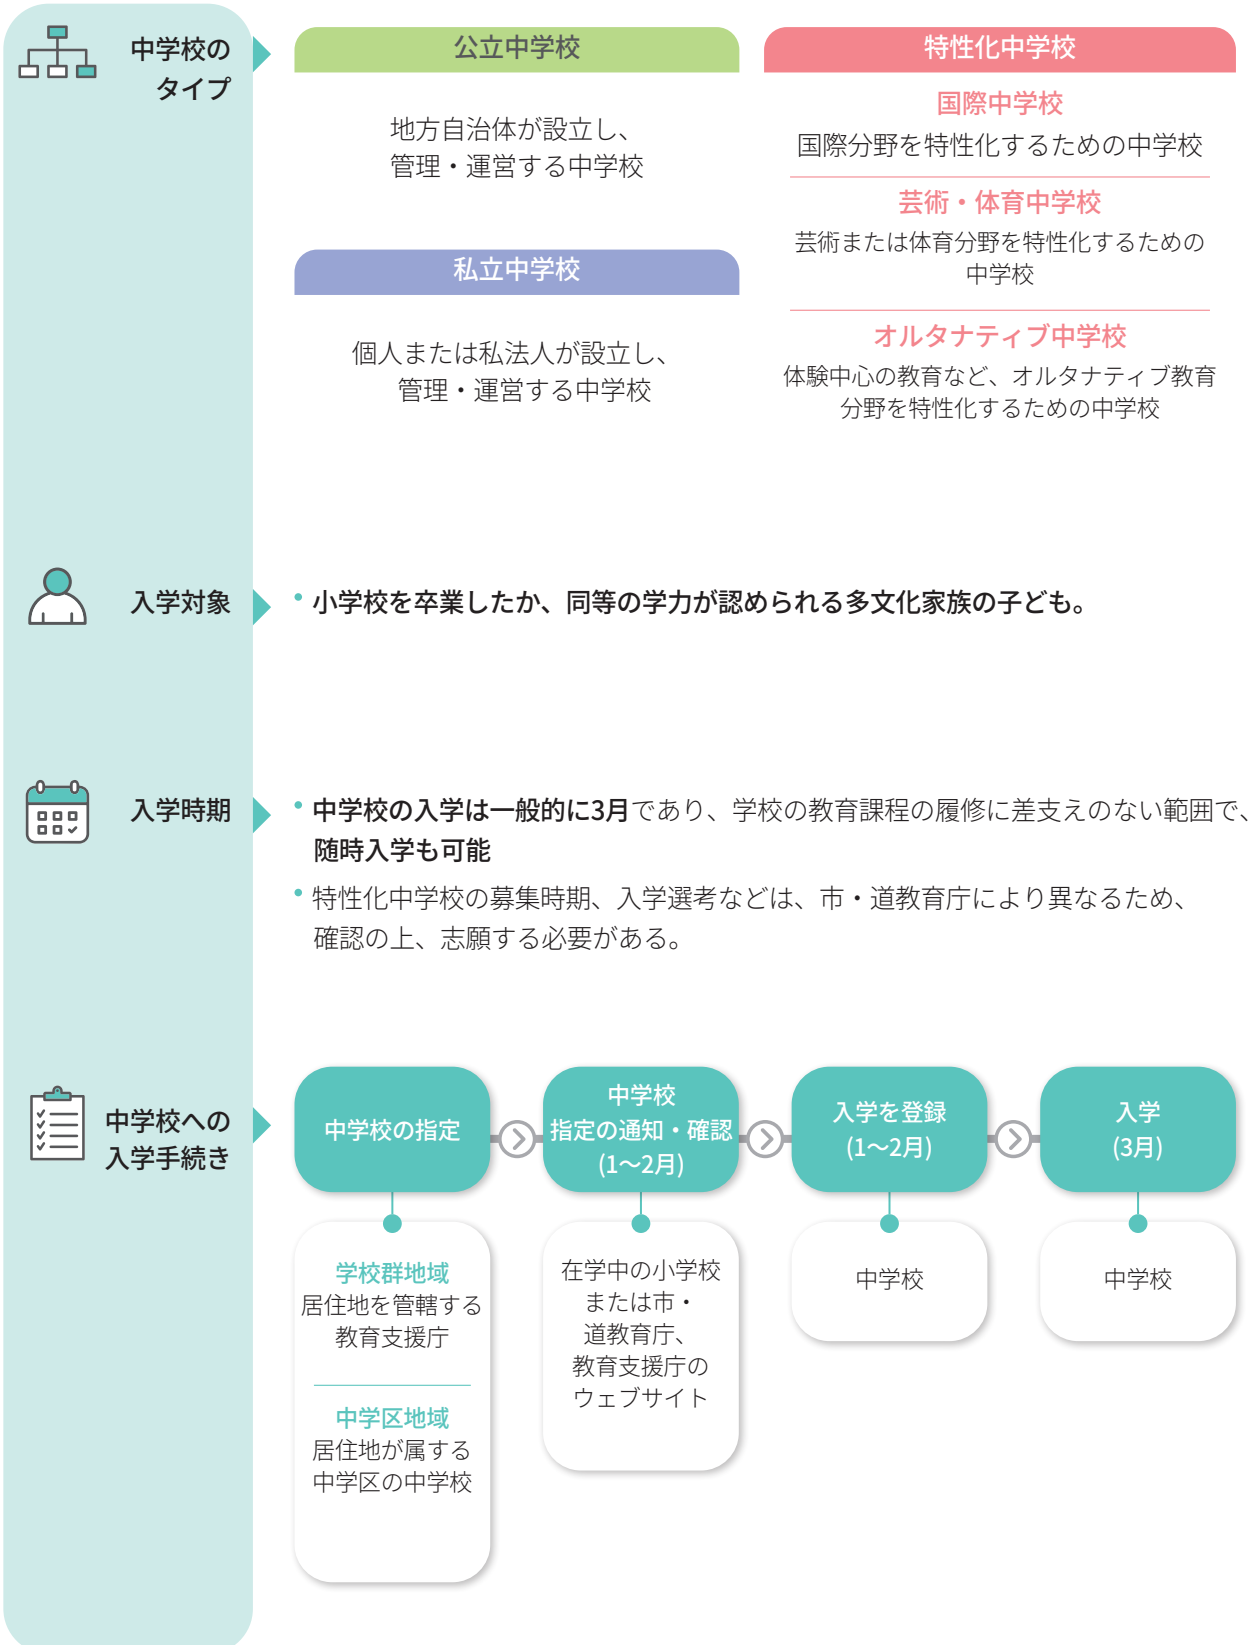 中学校の
タイプ
公立中学校
地方自治体が設立し、
管理・運営する中学校
私立中学校
個人または私法人が設立し、
管理・運営する中学校
特性化中学校
国際中学校
国際分野を特性化するための中学校
芸術・体育中学校
芸術または体育分野を特性化するための
中学校
オルタナティブ中学校
体験中心の教育など、オルタナティブ教育
分野を特性化するための中学校
入学対象
• 小学校を卒業したか、同等の学力が認められる多文化家族の子ども。
入学時期
• 中学校の入学は一般的に3月であり、学校の教育課程の履修に差支えのない範囲で、
随時入学も可能
• 特性化中学校の募集時期、入学選考などは、市・道教育庁により異なるため、
確認の上、志願する必要がある。
中学校への
入学手続き
中学校の指定
学校群地域
居住地を管轄する
教育支援庁
中学区地域
居住地が属する
中学区の中学校
中学校
指定の通知・確認
(1～2月)
在学中の小学校
または市・
道教育庁、
教育支援庁の
ウェブサイト
入学を登録
(1～2月)
中学校
入学
(3月)
中学校